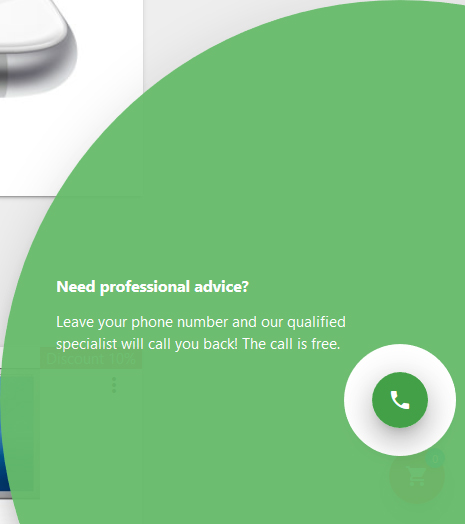 Need professional advice?
Leave your phone number and our qualified
specialist will call you back! The call is free.